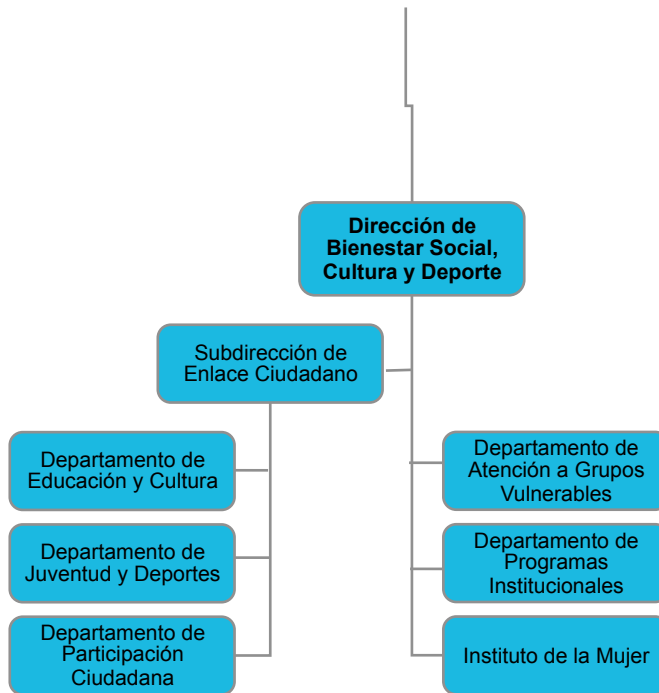 Dirección de
Bienestar Social,
Cultura y Deporte
Subdirección de
Enlace Ciudadano
Departamento de
Educación y Cultura
Departamento de
Atención a Grupos
Vulnerables
Departamento de
Juventud y Deportes
Departamento de
Programas
Institucionales
Departamento de
Participación
Ciudadana
Instituto de la Mujer